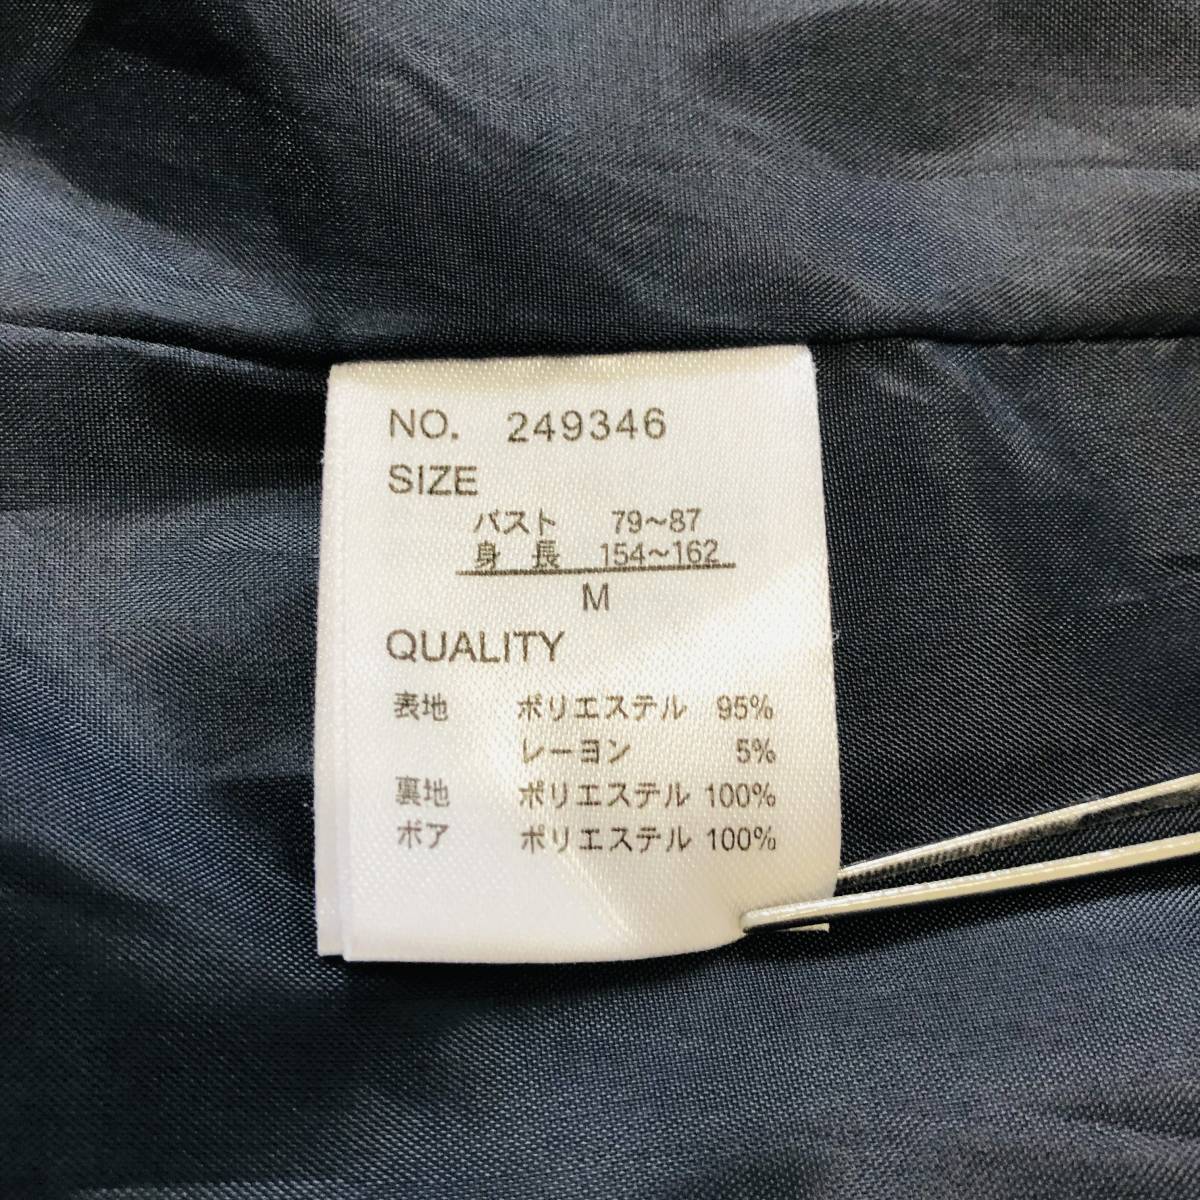 NO. 249346
SIZE
バスト 79～87
身 長 154～162
M
QUALITY
表地 ポリエステル 95%
レーヨン 5%
裏地 ポリエステル 100%
ボア ポリエステル 100%